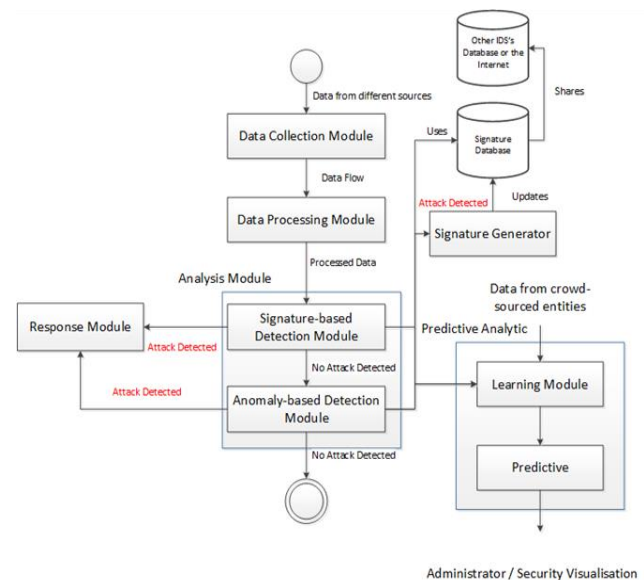 Other IDS's
Database or the
Internet
Data from different sources
Shares
Data Collection Module
Uses
Signature
Database
Data Flow
Attack Detected
Updates
Data Processing Module
Signature Generator
Processed Data
Analysis Module
Data from crowd-
sourced entities
Response Module
Signature-based
Detection Module
Predictive Analytic
Attack Detected
No Attack Detected
Learning Module
Attack Detected
Anomaly-based Detection
Module
No Attack Detected
Predictive
Administrator / Security Visualisation